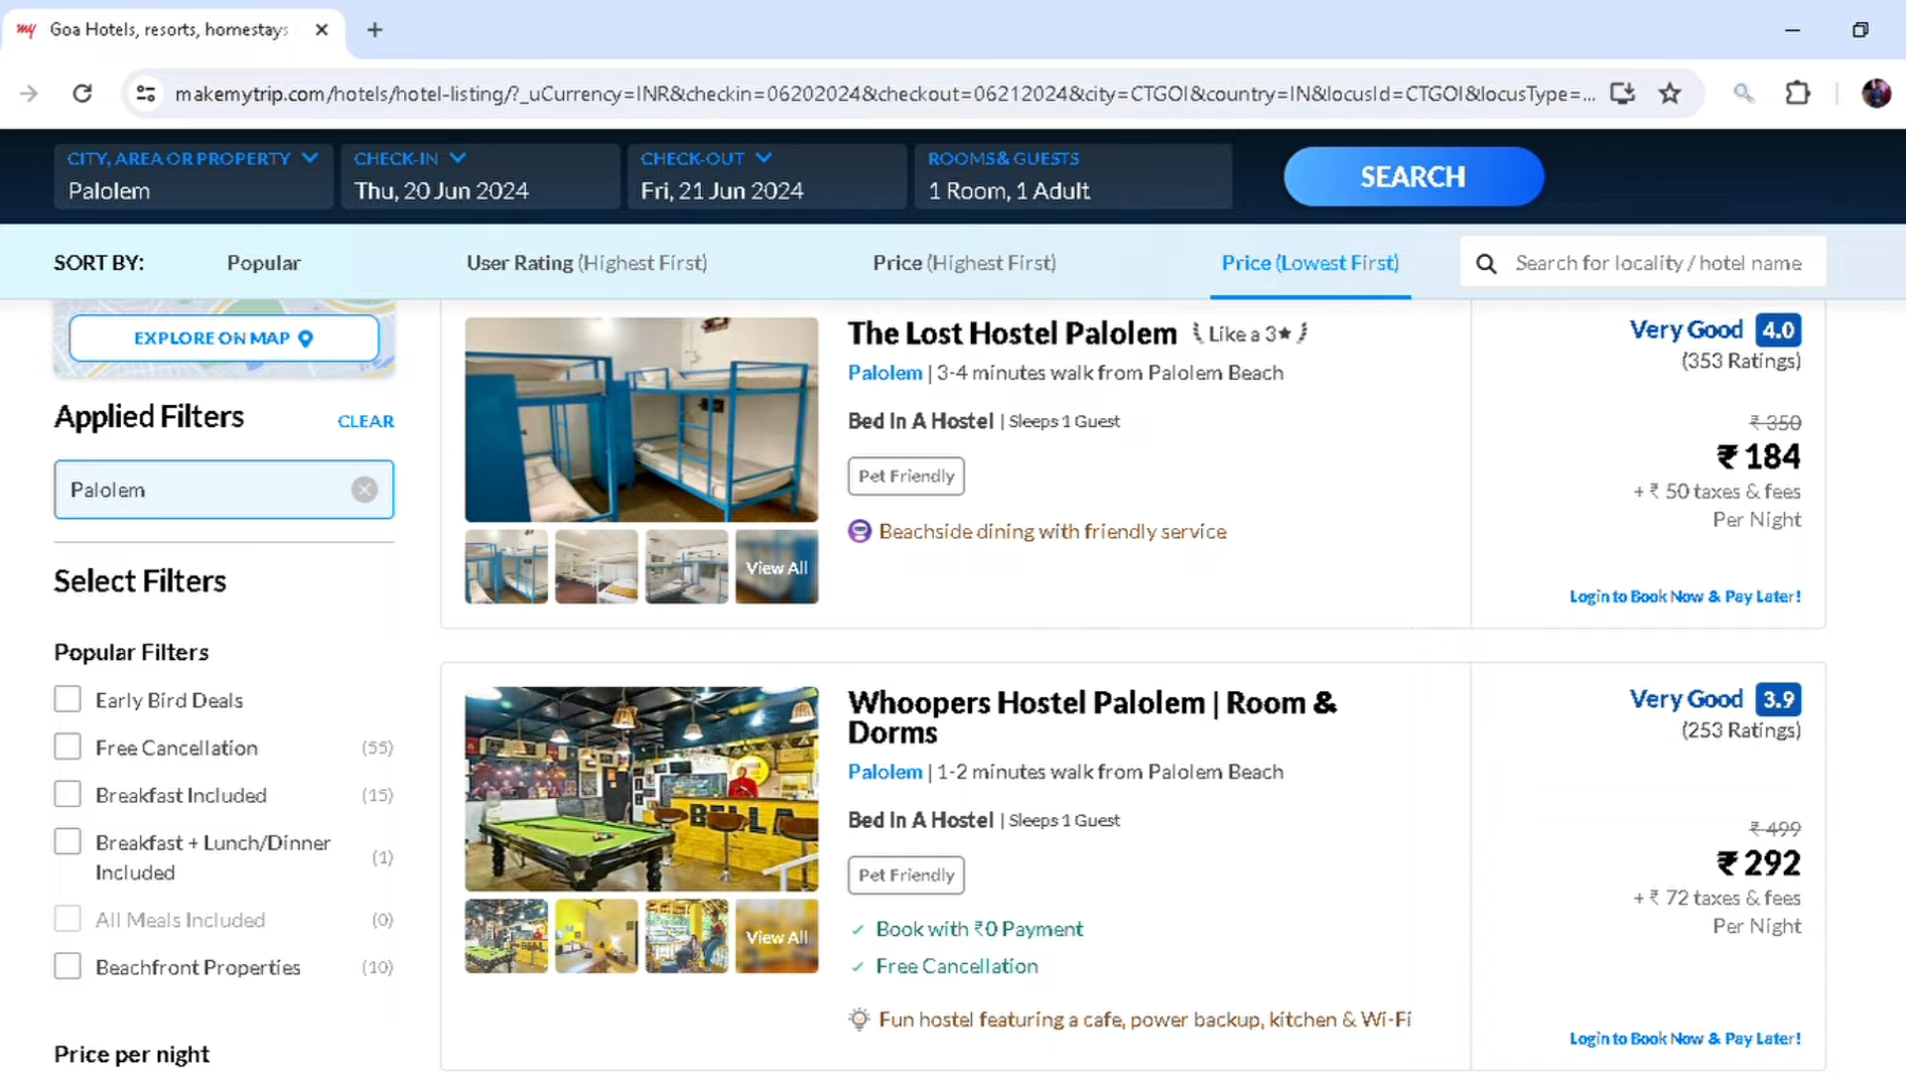 my Goa Hotels, resorts, homestays
makemytrip.com/hotels/hotel-listing/?_uCurrency=INR&checkin=06202024&checkout=06212024&city=CTGOI&country=IN&locusId=CTGOI&locusType=...
CITY, AREA OR PROPERTY
Palolem
CHECK-IN
Thu, 20 Jun 2024
CHECK-OUT
Fri, 21 Jun 2024
ROOMS & GUESTS
1 Room, 1 Adult
SEARCH
SORT BY:
Popular
User Rating (Highest First)
Price (Highest First)
Price (Lowest First)
Search for locality / hotel name
EXPLORE ON MAP
Applied Filters
CLEAR
Palolem
Select Filters
Popular Filters
Early Bird Deals
Free Cancellation (55)
Breakfast Included (15)
Breakfast + Lunch/Dinner
Included (1)
All Meals Included (0)
Beachfront Properties (10)
Price per night
The Lost Hostel Palolem Like a 3★
Palolem | 3-4 minutes walk from Palolem Beach
Bed In A Hostel | Sleeps 1 Guest
Pet Friendly
Beachside dining with friendly service
View All
Very Good 4.0
(353 Ratings)
₹ 350
₹ 184
+ ₹ 50 taxes & fees
Per Night
Login to Book Now & Pay Later!
Whoopers Hostel Palolem | Room &
Dorms
Palolem | 1-2 minutes walk from Palolem Beach
Bed In A Hostel | Sleeps 1 Guest
Pet Friendly
Book with ₹0 Payment
Free Cancellation
Fun hostel featuring a cafe, power backup, kitchen & Wi-Fi
BELLA
View All
Very Good 3.9
(253 Ratings)
₹ 499
₹ 292
+ ₹ 72 taxes & fees
Per Night
Login to Book Now & Pay Later!